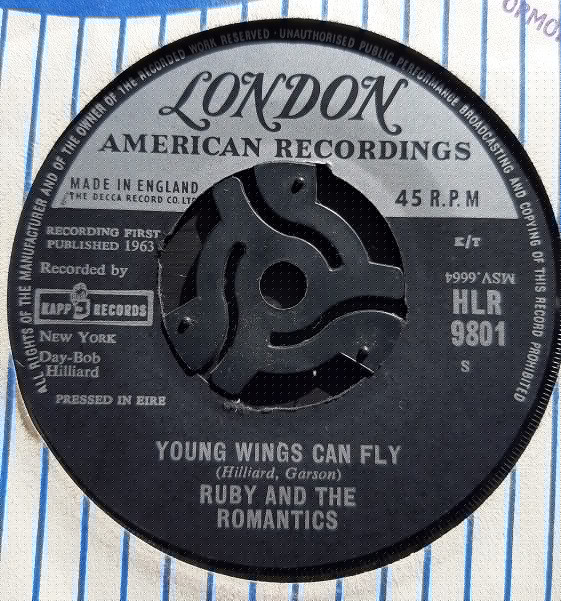 ALL RIGHTS OF THE MANUFACTURER AND OF THE OWNER OF THE RECORDED WORK RESERVED · UNAUTHORISED PUBLIC PERFORMANCE BROADCASTING AND COPYING OF THIS RECORD PROHIBITED
LONDON
AMERICAN RECORDINGS
MADE IN ENGLAND
THE DECCA RECORD CO. LTD
45 R.P.M
RECORDING FIRST
PUBLISHED 1963
K/T
Recorded by
MSV.6664
KAPP RECORDS
HLR
9801
New York
Day-Bob
Hilliard
S
PRESSED IN EIRE
YOUNG WINGS CAN FLY
(Hilliard, Garson)
RUBY AND THE
ROMANTICS